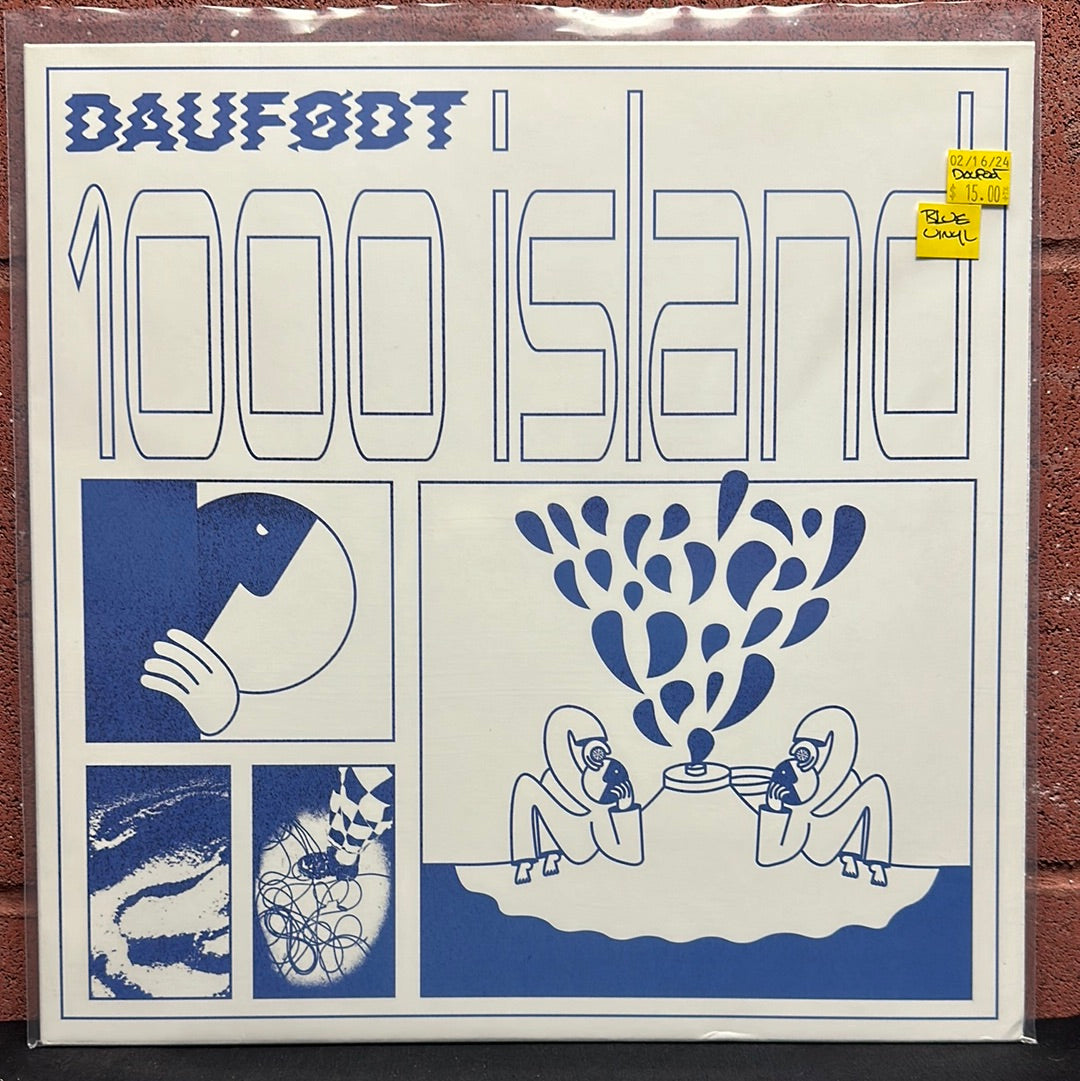 DAUFØDT
1000 island
02/16/24
DAUFØDT
$ 15.00
BLUE
VINYL